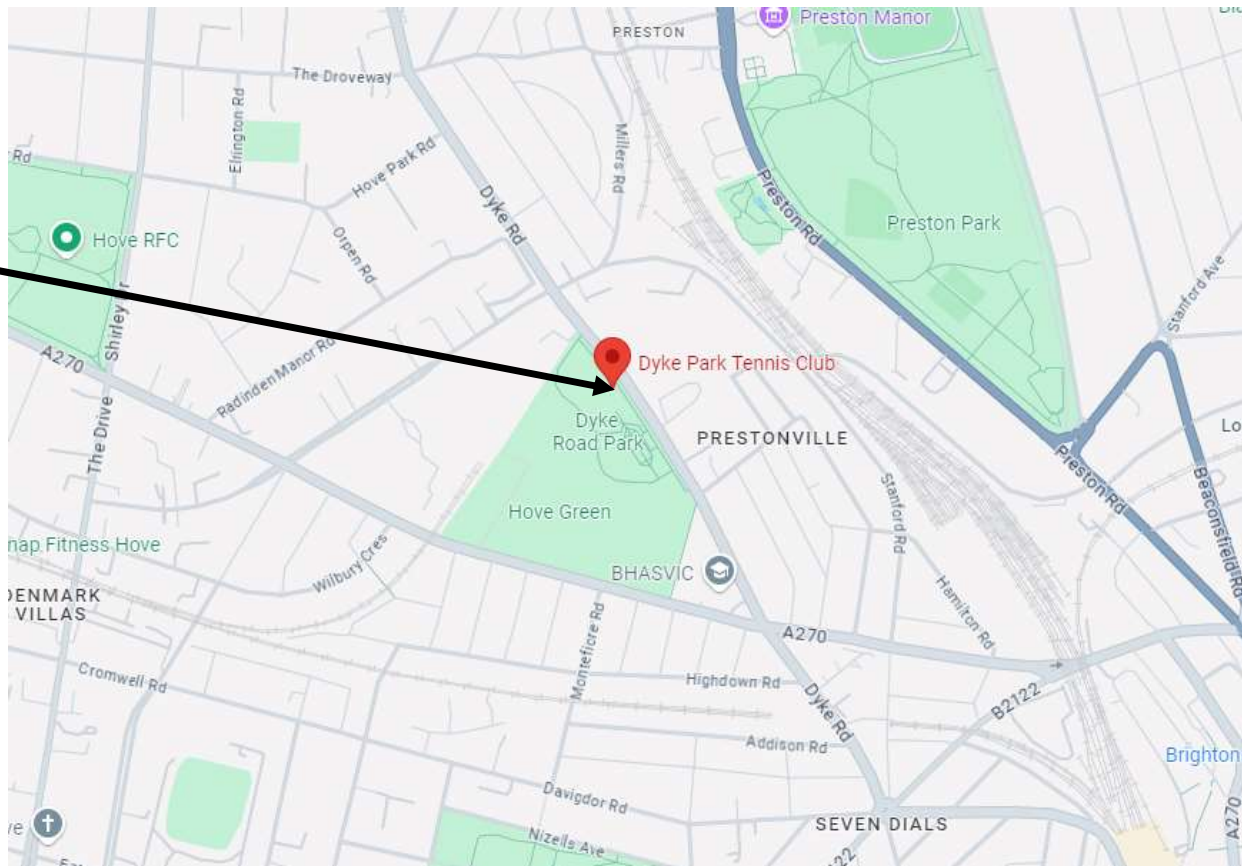 Preston Manor
PRESTON
The Droveway
Elrington Rd
Hove Park Rd
Millers Rd
Rd
Dyke Rd
Preston Rd
Preston Park
Hove RFC
Orpen Rd
Stanford Ave
Shirley Dr
A270
Radinden Manor Rd
Dyke Park Tennis Club
Dyke
Road Park
PRESTONVILLE
The Drive
Lo
Preston Rd
Stanford Rd
Beaconsfield Rd
Hove Green
nap Fitness Hove
Wilbury Cres
BHASVIC
DENMARK
VILLAS
Hamilton Rd
A270
Montefiore Rd
Cromwell Rd
Highdown Rd
B2122
Dyke Rd
Addison Rd
Brighton
Davigdor Rd
SEVEN DIALS
Nizells Ave
A270